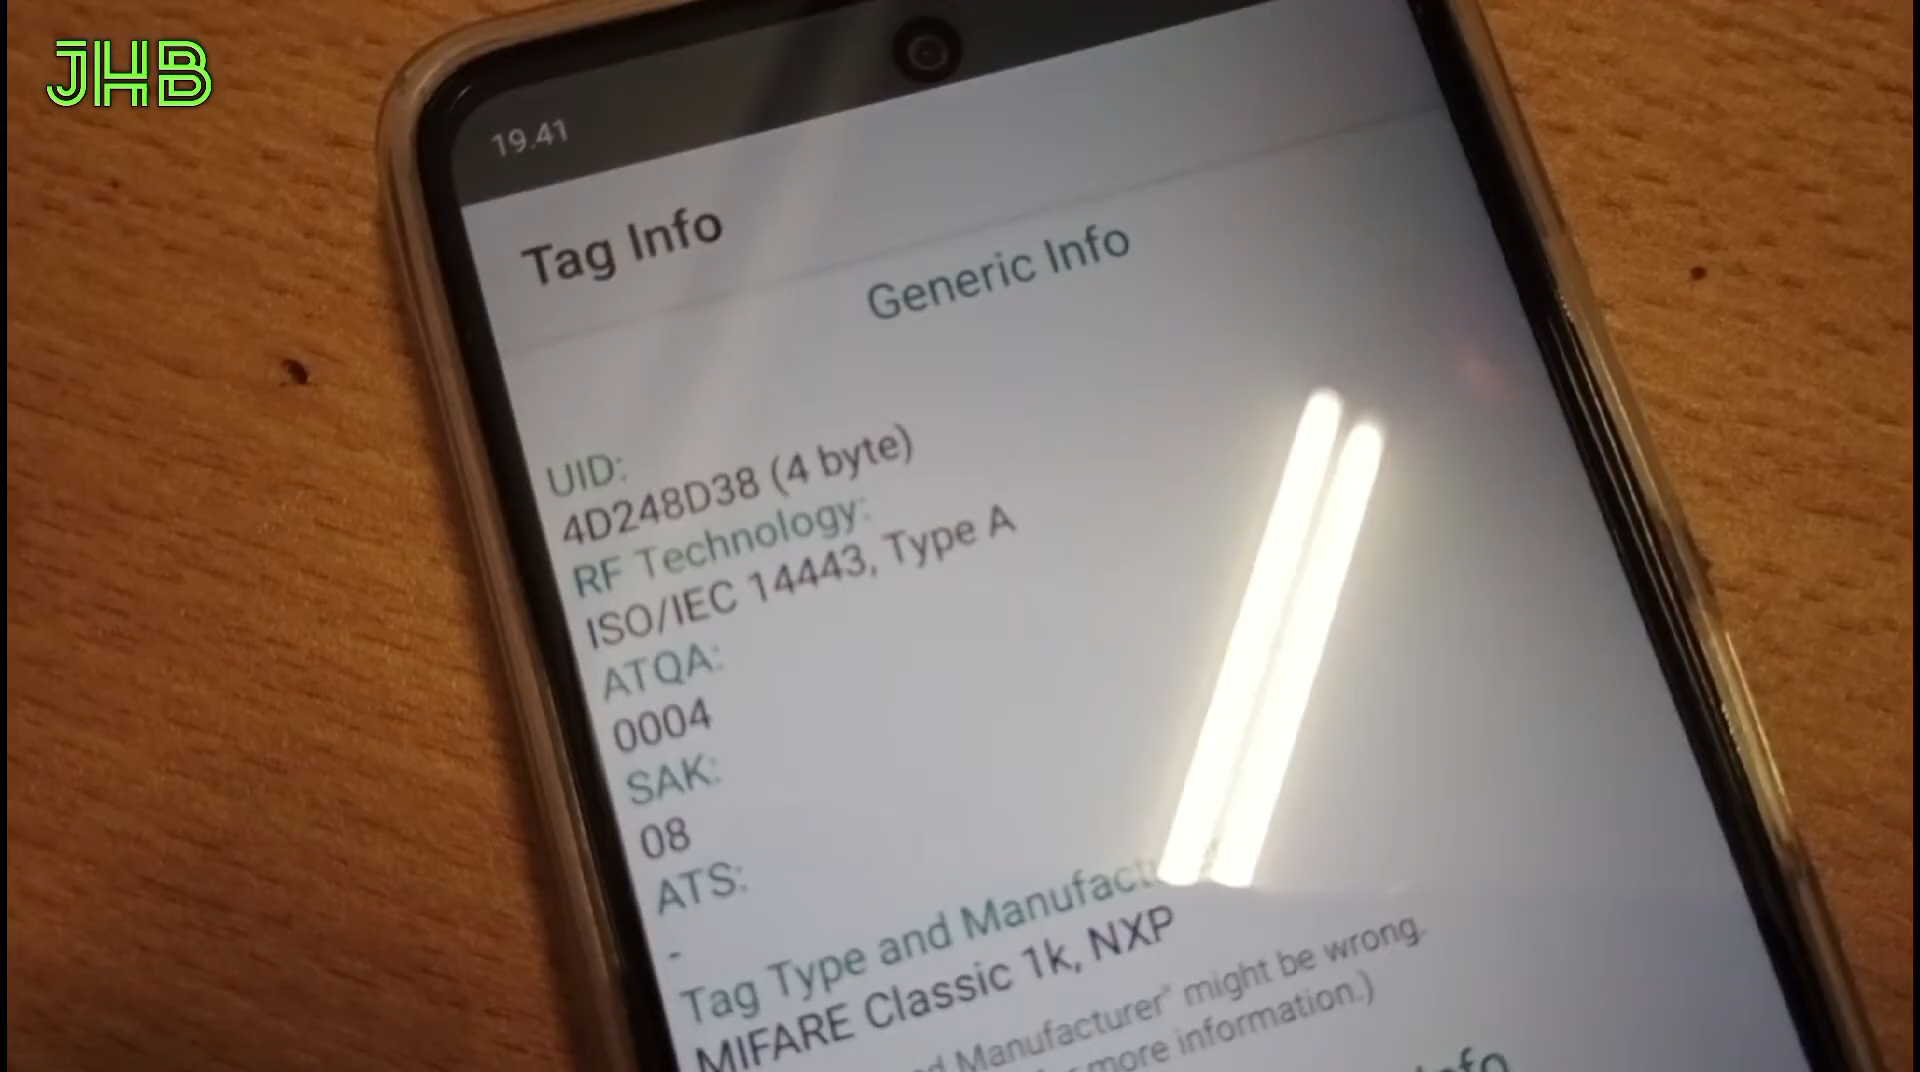 JHB
19.41
Tag Info
Generic Info
UID:
4D248D38 (4 byte)
RF Technology:
ISO/IEC 14443, Type A
ATQA:
0004
SAK:
08
ATS:
-
Tag Type and Manufact
MIFARE Classic 1k, NXP
Manufacturer" might be wrong.
more information.)